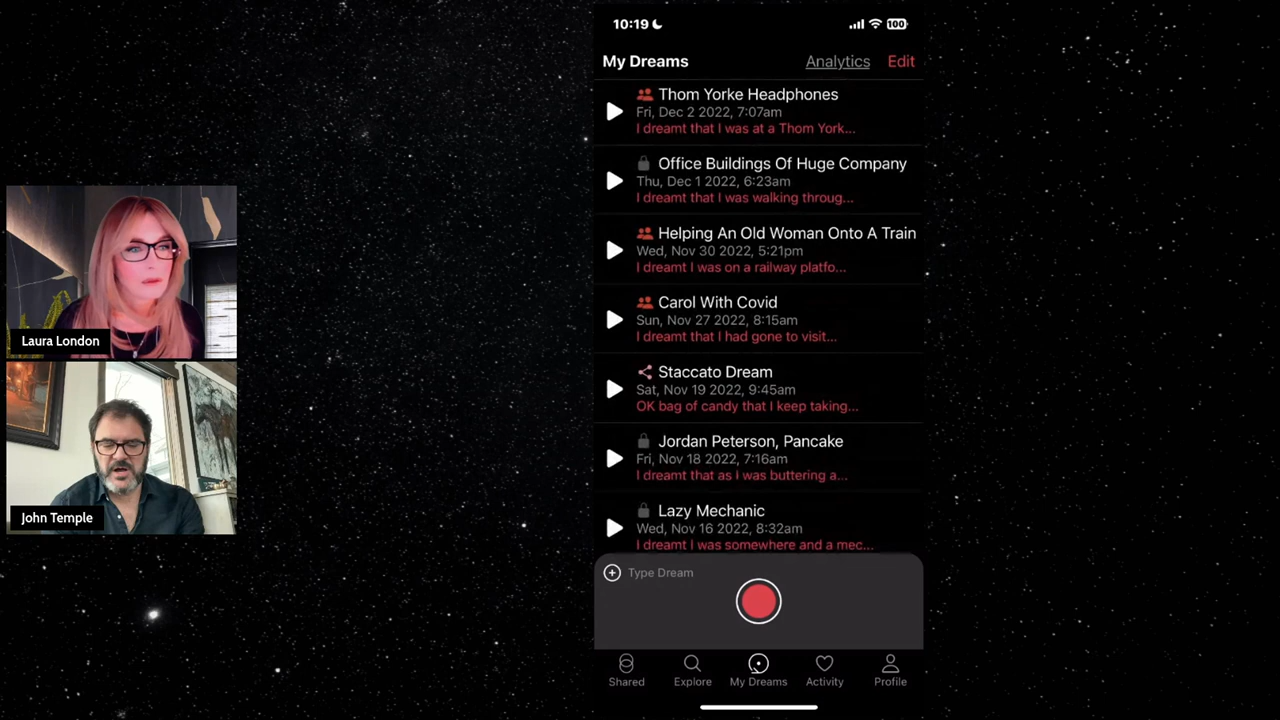 Laura London
John Temple
10:19
100
My Dreams
Analytics
Edit
Thom Yorke Headphones
Fri, Dec 2 2022, 7:07am
I dreamt that I was at a Thom York...
Office Buildings Of Huge Company
Thu, Dec 1 2022, 6:23am
I dreamt that I was walking throug...
Helping An Old Woman Onto A Train
Wed, Nov 30 2022, 5:21pm
I dreamt I was on a railway platfo...
Carol With Covid
Sun, Nov 27 2022, 8:15am
I dreamt that I had gone to visit...
Staccato Dream
Sat, Nov 19 2022, 9:45am
OK bag of candy that I keep taking...
Jordan Peterson, Pancake
Fri, Nov 18 2022, 7:16am
I dreamt that as I was buttering a...
Lazy Mechanic
Wed, Nov 16 2022, 8:32am
I dreamt I was somewhere and a mec...
Type Dream
Shared
Explore
My Dreams
Activity
Profile